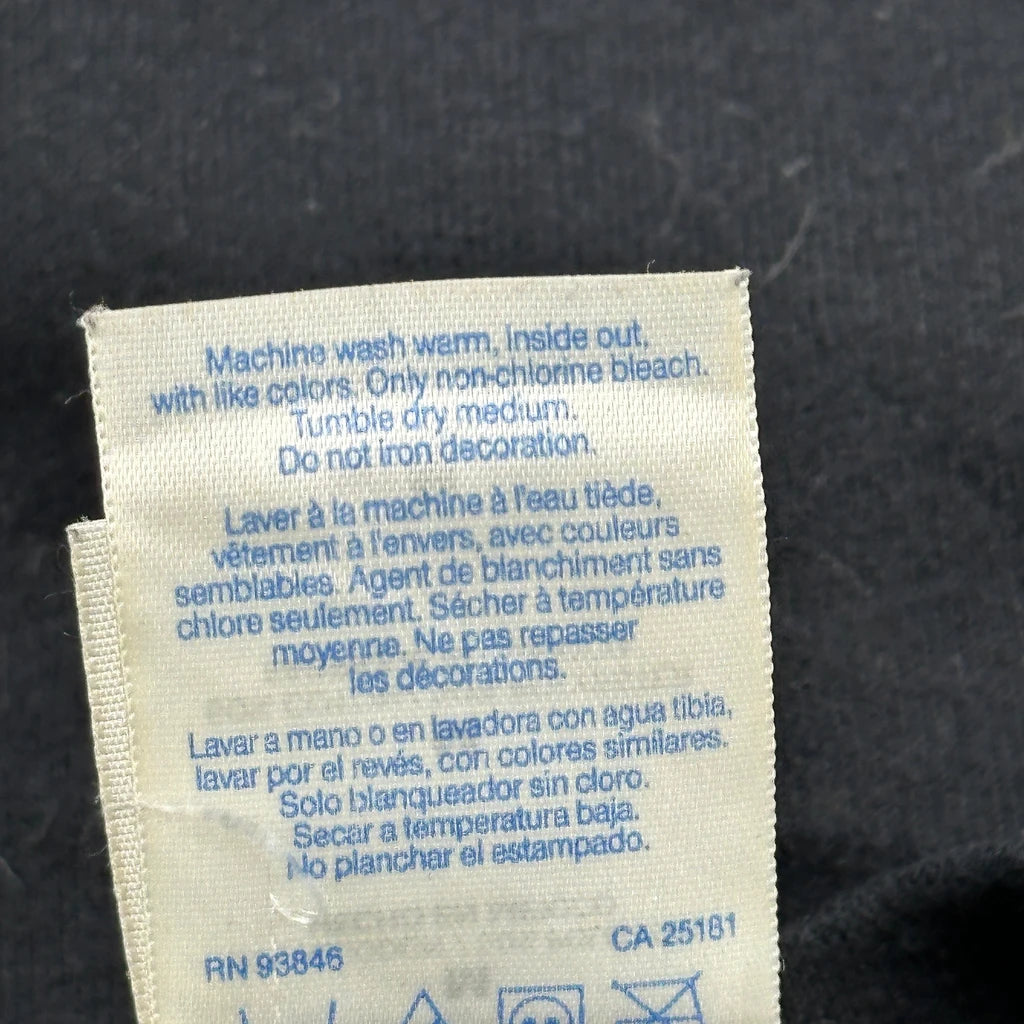 Machine wash warm, Inside out,
with like colors. Only non-chlorine bleach.
Tumble dry medium.
Do not iron decoration.
Laver à la machine à l'eau tiède,
vêtement à l'envers, avec couleurs
semblables. Agent de blanchiment sans
chlore seulement. Sécher à température
moyenne. Ne pas repasser
les décorations.
Lavar a mano o en lavadora con agua tibia,
lavar por el revés, con colores similares.
Solo blanqueador sin cloro.
Secar a temperatura baja.
No planchar el estampado.
RN 93846 CA 25181